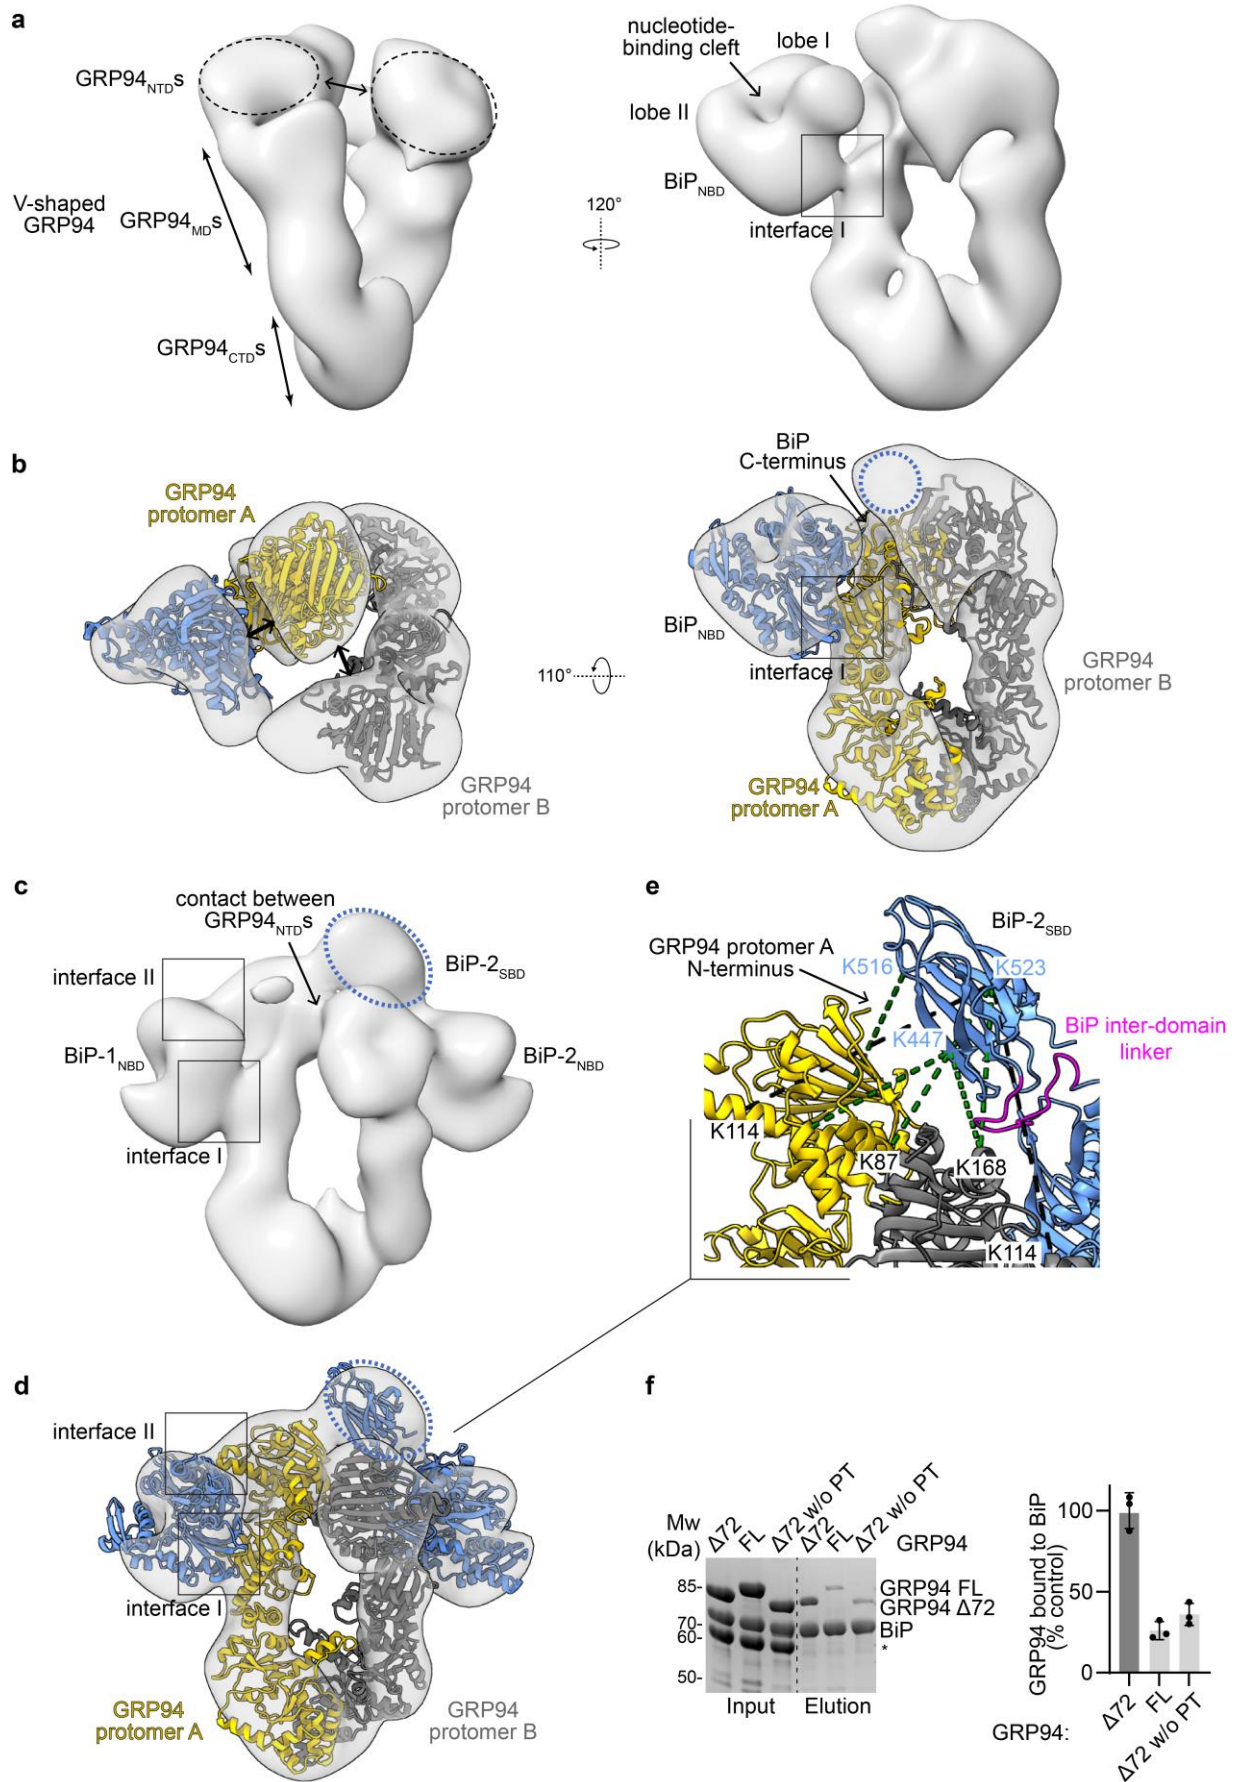 a
GRP94NTDs
V-shaped
GRP94
GRP94MDs
GRP94CTDs
120°
nucleotide-
binding cleft
lobe I
lobe II
BiPNBD
interface I
b
GRP94
protomer A
GRP94
protomer B
110°
BiP
C-terminus
BiPNBD
interface I
GRP94
protomer B
GRP94
protomer A
c
contact between
GRP94NTDs
interface II
BiP-2SBD
BiP-1NBD
BiP-2NBD
interface I
e
GRP94 protomer A
N-terminus
BiP-2SBD
K516
K523
K447
BiP inter-domain
linker
K114
K87
K168
K114
d
interface II
interface I
GRP94
protomer A
GRP94
protomer B
f
Mw
(kDa)
Δ72
FL
Δ72 w/o PT
Δ72
FL
Δ72 w/o PT
GRP94
85-
70-
60-
50-
GRP94 FL
GRP94 Δ72
BiP
*
Input
Elution
GRP94 bound to BiP
(% control)
100
50
0
GRP94:
Δ72
FL
Δ72 w/o PT